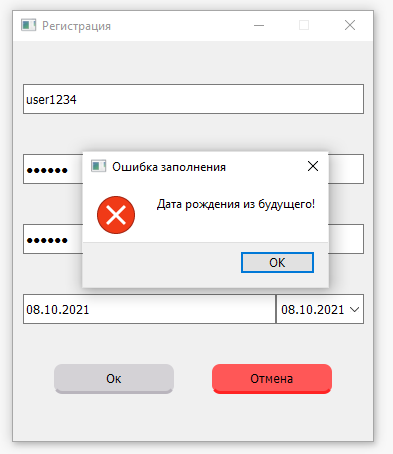 Регистрация
user1234
Ошибка заполнения
••••••
Дата рождения из будущего!
••••••
OK
08.10.2021
08.10.2021
Ок
Отмена